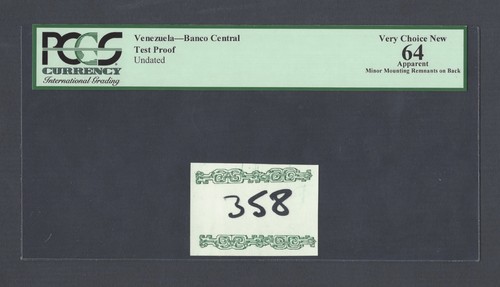 PCGS
CURRENCY
International Grading
Venezuela—Banco Central
Test Proof
Undated
Very Choice New
64
Apparent
Minor Mounting Remnants on Back
358